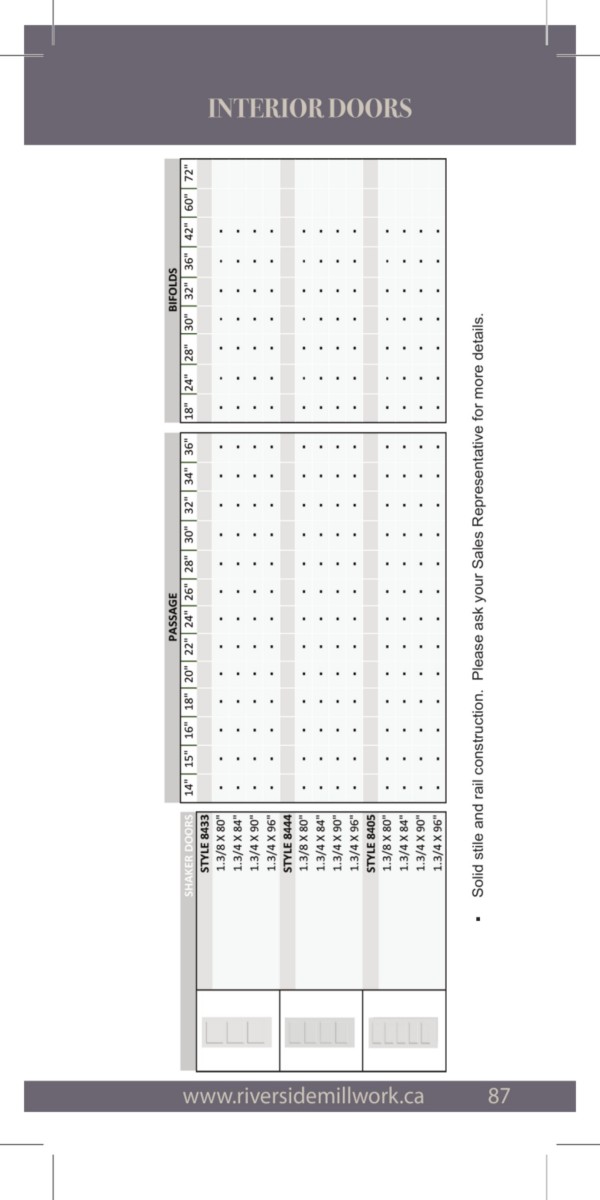 INTERIOR DOORS
SHAKER DOORS
PASSAGE
BIFOLDS
14" 15" 16" 18" 20" 22" 24" 26" 28" 30" 32" 34" 36"
18" 24" 28" 30" 32" 36" 42" 60" 72"
STYLE 8433
1.3/8 X 80" ▪ ▪ ▪ ▪ ▪ ▪ ▪ ▪ ▪ ▪ ▪ ▪ ▪ ▪ ▪ ▪ ▪ ▪ ▪ ▪
1.3/4 X 84" ▪ ▪ ▪ ▪ ▪ ▪ ▪ ▪ ▪ ▪ ▪ ▪ ▪ ▪ ▪ ▪ ▪ ▪ ▪ ▪
1.3/4 X 90" ▪ ▪ ▪ ▪ ▪ ▪ ▪ ▪ ▪ ▪ ▪ ▪ ▪ ▪ ▪ ▪ ▪ ▪ ▪ ▪
1.3/4 X 96" ▪ ▪ ▪ ▪ ▪ ▪ ▪ ▪ ▪ ▪ ▪ ▪ ▪ ▪ ▪ ▪ ▪ ▪ ▪ ▪
STYLE 8444
1.3/8 X 80" ▪ ▪ ▪ ▪ ▪ ▪ ▪ ▪ ▪ ▪ ▪ ▪ ▪ ▪ ▪ ▪ ▪ ▪ ▪ ▪
1.3/4 X 84" ▪ ▪ ▪ ▪ ▪ ▪ ▪ ▪ ▪ ▪ ▪ ▪ ▪ ▪ ▪ ▪ ▪ ▪ ▪ ▪
1.3/4 X 90" ▪ ▪ ▪ ▪ ▪ ▪ ▪ ▪ ▪ ▪ ▪ ▪ ▪ ▪ ▪ ▪ ▪ ▪ ▪ ▪
1.3/4 X 96" ▪ ▪ ▪ ▪ ▪ ▪ ▪ ▪ ▪ ▪ ▪ ▪ ▪ ▪ ▪ ▪ ▪ ▪ ▪ ▪
STYLE 8405
1.3/8 X 80" ▪ ▪ ▪ ▪ ▪ ▪ ▪ ▪ ▪ ▪ ▪ ▪ ▪ ▪ ▪ ▪ ▪ ▪ ▪ ▪
1.3/4 X 84" ▪ ▪ ▪ ▪ ▪ ▪ ▪ ▪ ▪ ▪ ▪ ▪ ▪ ▪ ▪ ▪ ▪ ▪ ▪ ▪
1.3/4 X 90" ▪ ▪ ▪ ▪ ▪ ▪ ▪ ▪ ▪ ▪ ▪ ▪ ▪ ▪ ▪ ▪ ▪ ▪ ▪ ▪
1.3/4 X 96" ▪ ▪ ▪ ▪ ▪ ▪ ▪ ▪ ▪ ▪ ▪ ▪ ▪ ▪ ▪ ▪ ▪ ▪ ▪ ▪
▪ Solid stile and rail construction. Please ask your Sales Representative for more details.
www.riversidemillwork.ca 87